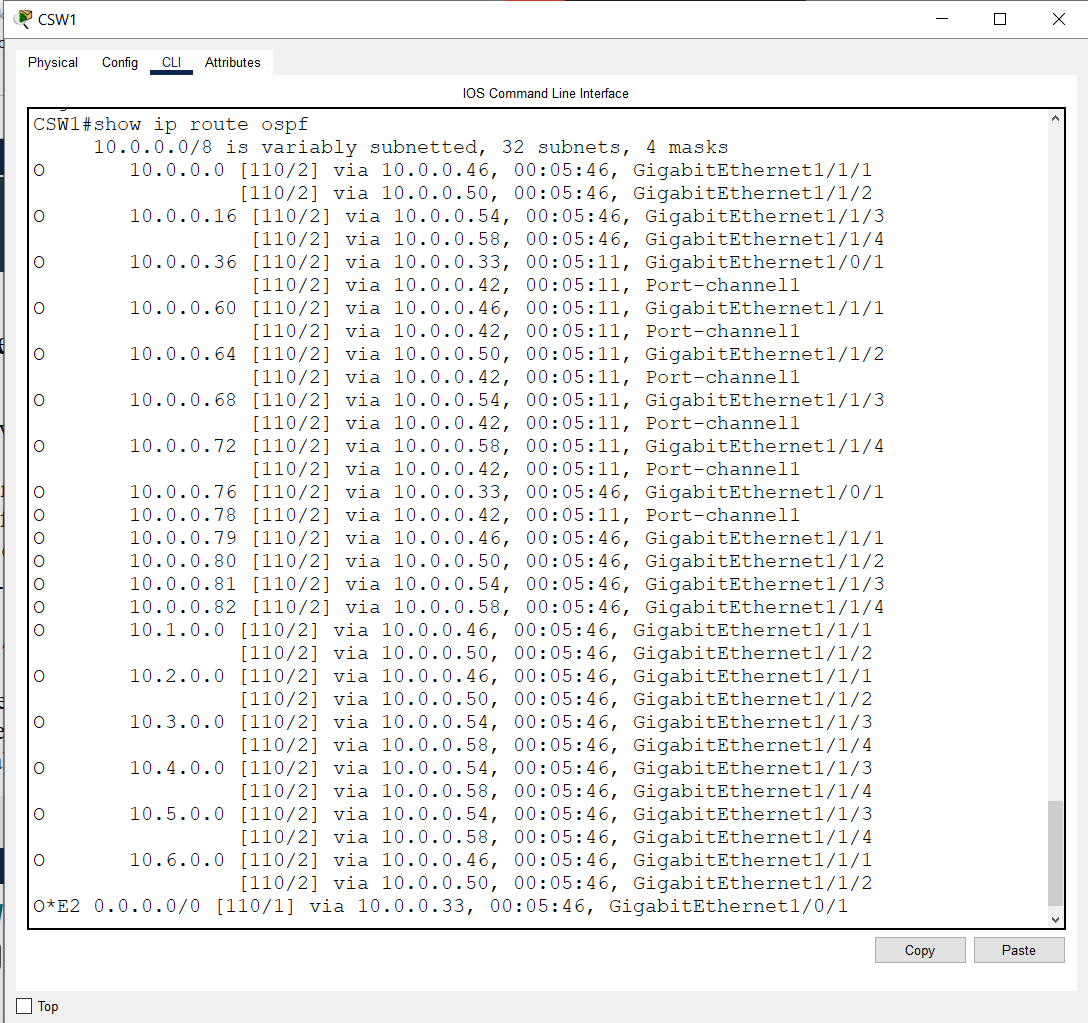 CSW1
Physical Config CLI Attributes
IOS Command Line Interface
CSW1#show ip route ospf
10.0.0.0/8 is variably subnetted, 32 subnets, 4 masks
O 10.0.0.0 [110/2] via 10.0.0.46, 00:05:46, GigabitEthernet1/1/1
[110/2] via 10.0.0.50, 00:05:46, GigabitEthernet1/1/2
O 10.0.0.16 [110/2] via 10.0.0.54, 00:05:46, GigabitEthernet1/1/3
[110/2] via 10.0.0.58, 00:05:46, GigabitEthernet1/1/4
O 10.0.0.36 [110/2] via 10.0.0.33, 00:05:11, GigabitEthernet1/0/1
[110/2] via 10.0.0.42, 00:05:11, Port-channel1
O 10.0.0.60 [110/2] via 10.0.0.46, 00:05:11, GigabitEthernet1/1/1
[110/2] via 10.0.0.42, 00:05:11, Port-channel1
O 10.0.0.64 [110/2] via 10.0.0.50, 00:05:11, GigabitEthernet1/1/2
[110/2] via 10.0.0.42, 00:05:11, Port-channel1
O 10.0.0.68 [110/2] via 10.0.0.54, 00:05:11, GigabitEthernet1/1/3
[110/2] via 10.0.0.42, 00:05:11, Port-channel1
O 10.0.0.72 [110/2] via 10.0.0.58, 00:05:11, GigabitEthernet1/1/4
[110/2] via 10.0.0.42, 00:05:11, Port-channel1
O 10.0.0.76 [110/2] via 10.0.0.33, 00:05:46, GigabitEthernet1/0/1
O 10.0.0.78 [110/2] via 10.0.0.42, 00:05:11, Port-channel1
O 10.0.0.79 [110/2] via 10.0.0.46, 00:05:46, GigabitEthernet1/1/1
O 10.0.0.80 [110/2] via 10.0.0.50, 00:05:46, GigabitEthernet1/1/2
O 10.0.0.81 [110/2] via 10.0.0.54, 00:05:46, GigabitEthernet1/1/3
O 10.0.0.82 [110/2] via 10.0.0.58, 00:05:46, GigabitEthernet1/1/4
O 10.1.0.0 [110/2] via 10.0.0.46, 00:05:46, GigabitEthernet1/1/1
[110/2] via 10.0.0.50, 00:05:46, GigabitEthernet1/1/2
O 10.2.0.0 [110/2] via 10.0.0.46, 00:05:46, GigabitEthernet1/1/1
[110/2] via 10.0.0.50, 00:05:46, GigabitEthernet1/1/2
O 10.3.0.0 [110/2] via 10.0.0.54, 00:05:46, GigabitEthernet1/1/3
[110/2] via 10.0.0.58, 00:05:46, GigabitEthernet1/1/4
O 10.4.0.0 [110/2] via 10.0.0.54, 00:05:46, GigabitEthernet1/1/3
[110/2] via 10.0.0.58, 00:05:46, GigabitEthernet1/1/4
O 10.5.0.0 [110/2] via 10.0.0.54, 00:05:46, GigabitEthernet1/1/3
[110/2] via 10.0.0.58, 00:05:46, GigabitEthernet1/1/4
O 10.6.0.0 [110/2] via 10.0.0.46, 00:05:46, GigabitEthernet1/1/1
[110/2] via 10.0.0.50, 00:05:46, GigabitEthernet1/1/2
O*E2 0.0.0.0/0 [110/1] via 10.0.0.33, 00:05:46, GigabitEthernet1/0/1
Copy Paste
Top